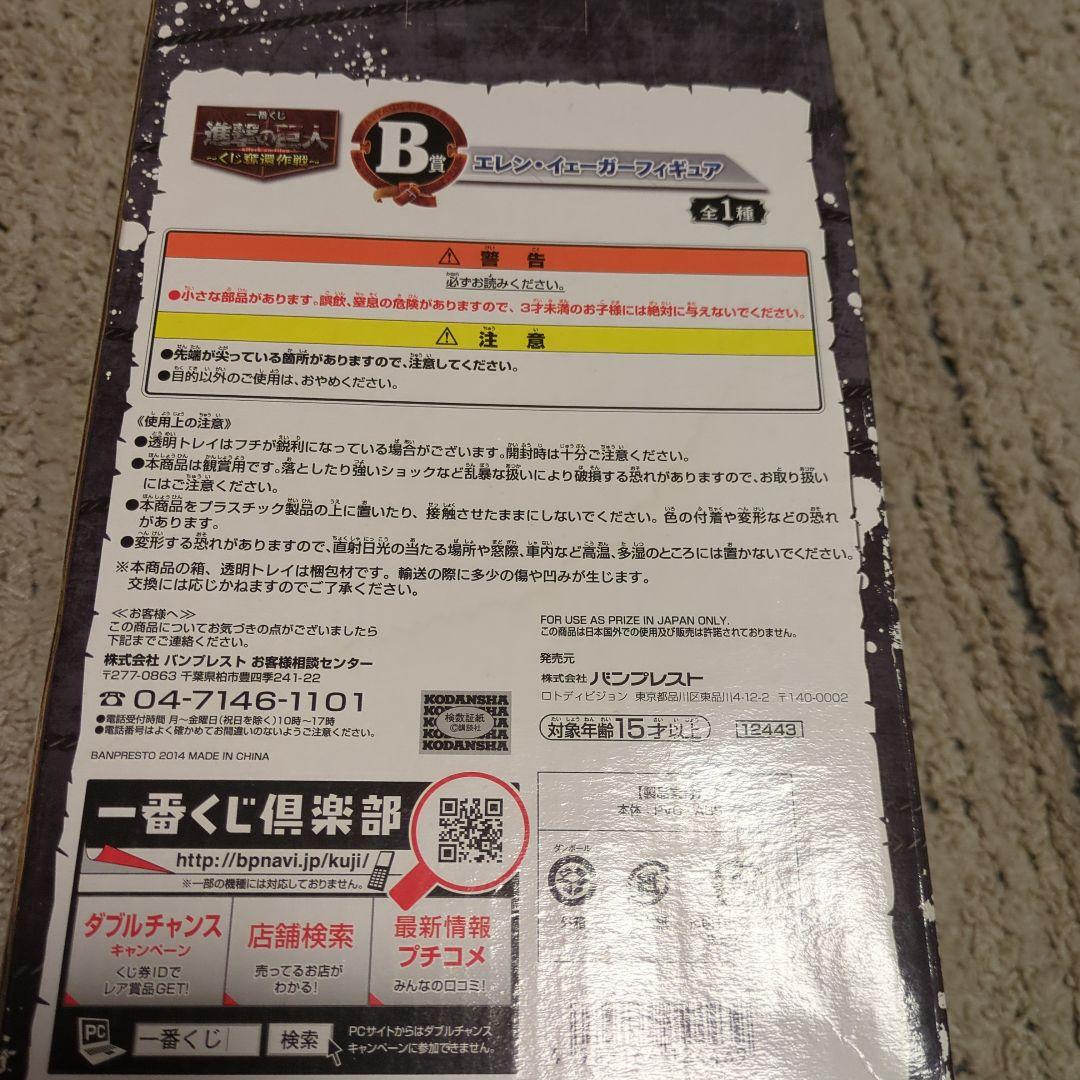 一番くじ
進撃の巨人
attack on titan
~くじ奪還作戦~
B賞
エレン・イェーガーフィギュア
全1種
⚠ 警告
必ずお読みください。
●小さな部品があります。誤飲、窒息の危険がありますので、3才未満のお子様には絶対に与えないでください。
⚠ 注意
●先端が尖っている箇所がありますので、注意してください。
●目的以外のご使用は、おやめください。
《使用上の注意》
●透明トレイはフチが鋭利になっている場合がございます。開封時は十分ご注意ください。
●本商品は観賞用です。落としたり強いショックなど乱暴な扱いにより破損する恐れがありますので、お取り扱い
にはご注意ください。
●本商品をプラスチック製品の上に置いたり、接触させたままにしないでください。色の付着や変形などの恐れ
があります。
●変形する恐れがありますので、直射日光の当たる場所や窓際、車内など高温、多湿のところには置かないでください。
※本商品の箱、透明トレイは梱包材です。輸送の際に多少の傷や凹みが生じます。
交換には応じかねますのでご了承ください。
≪お客様へ≫
この商品についてお気づきの点がございましたら
下記までご連絡ください。
株式会社 バンプレスト お客様相談センター
〒277-0863 千葉県柏市豊四季241-22
☎04-7146-1101
●電話受付時間 月~金曜日(祝日を除く)10時~17時
●電話番号はよく確かめてお間違いのないようご注意ください。
BANPRESTO 2014 MADE IN CHINA
KODANSHA
検数証紙
©講談社
KODANSHA
FOR USE AS PRIZE IN JAPAN ONLY.
この商品は日本国外での使用及び販売は許諾されておりません。
発売元
株式会社 バンプレスト
ロトディビジョン 東京都品川区東品川4-12-2 〒140-0002
対象年齢15才以上
12443
一番くじ倶楽部
http://bpnavi.jp/kuji/
※一部の機種には対応しておりません。
ダブルチャンス
キャンペーン
くじ券IDで
レア賞品GET!
店舗検索
売ってるお店が
わかる!
最新情報
プチコメ
みんなの口コミ!
PC
一番くじ
検索
PCサイトからはダブルチャンス
キャンペーンに参加できません。
ダンボール
外箱